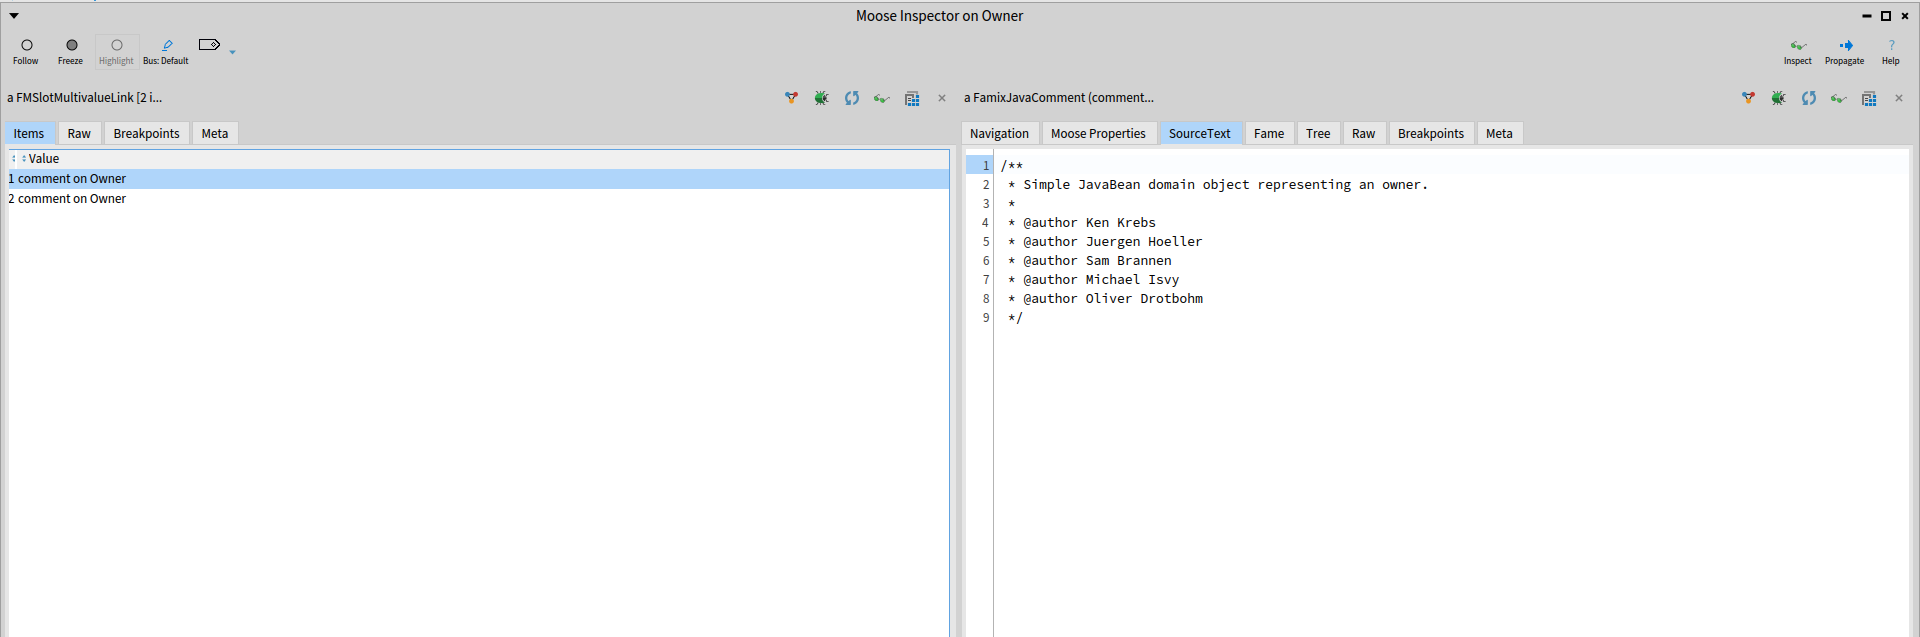 Moose Inspector on Owner
Follow Freeze Highlight Bus: Default Inspect Propagate ? Help
a FMSlotMultivalueLink [2 i...
Items Raw Breakpoints Meta
Value
1 comment on Owner
2 comment on Owner
a FamixJavaComment (comment...
Navigation Moose Properties SourceText Fame Tree Raw Breakpoints Meta
1 /**
2  * Simple JavaBean domain object representing an owner.
3  *
4  * @author Ken Krebs
5  * @author Juergen Hoeller
6  * @author Sam Brannen
7  * @author Michael Isvy
8  * @author Oliver Drotbohm
9  */